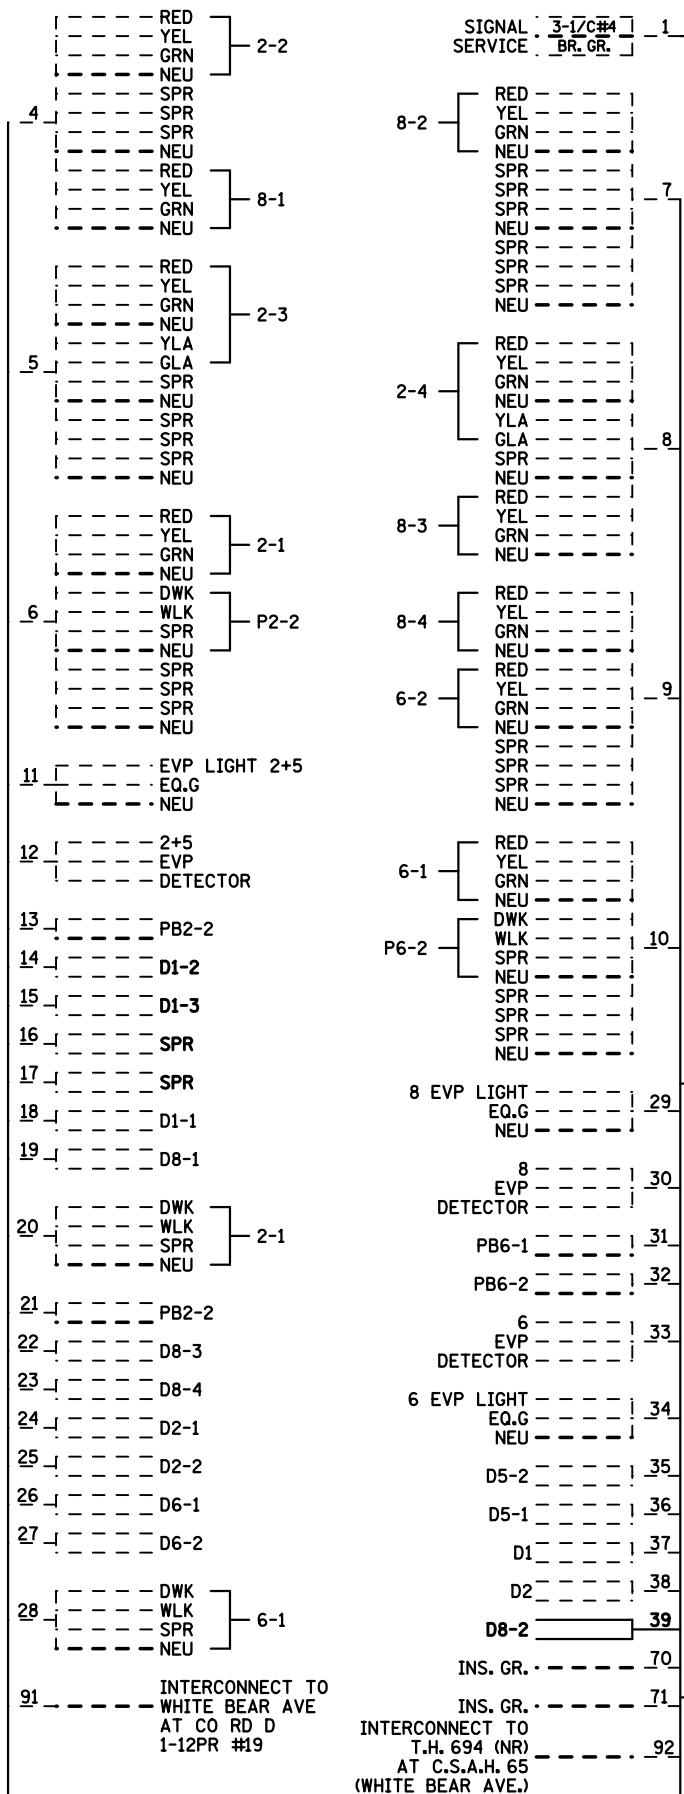 RED
YEL
GRN
NEU
2-2
SPR
SPR
SPR
NEU
4
RED
YEL
GRN
NEU
8-1
RED
YEL
GRN
NEU
YLA
GLA
2-3
5
SPR
NEU
SPR
SPR
SPR
NEU
RED
YEL
GRN
NEU
2-1
6
DWK
WLK
SPR
NEU
P2-2
SPR
SPR
SPR
NEU
11
EVP LIGHT 2+5
EQ.G
NEU
12
2+5
EVP
DETECTOR
13 PB2-2
14 D1-2
15 D1-3
16 SPR
17 SPR
18 D1-1
19 D8-1
20
DWK
WLK
SPR
NEU
2-1
21 PB2-2
22 D8-3
23 D8-4
24 D2-1
25 D2-2
26 D6-1
27 D6-2
28
DWK
WLK
SPR
NEU
6-1
91
INTERCONNECT TO
WHITE BEAR AVE
AT CO RD D
1-12PR #19
SIGNAL 3-1/C#4 1
SERVICE BR. GR.
8-2
RED
YEL
GRN
NEU
SPR
SPR
SPR
NEU
7
SPR
SPR
SPR
NEU
2-4
RED
YEL
GRN
NEU
YLA
GLA
8
SPR
NEU
8-3
RED
YEL
GRN
NEU
8-4
RED
YEL
GRN
NEU
6-2
RED
YEL
GRN
NEU
9
SPR
SPR
SPR
NEU
6-1
RED
YEL
GRN
NEU
P6-2
DWK
WLK
SPR
NEU
10
SPR
SPR
SPR
NEU
8 EVP LIGHT
EQ.G
NEU
29
8
EVP
DETECTOR
30
PB6-1 31
PB6-2 32
6
EVP
DETECTOR
33
6 EVP LIGHT
EQ.G
NEU
34
D5-2 35
D5-1 36
D1 37
D2 38
D8-2 39
INS. GR. 70
INS. GR. 71
INTERCONNECT TO
T.H. 694 (NR)
AT C.S.A.H. 65
(WHITE BEAR AVE.)
92